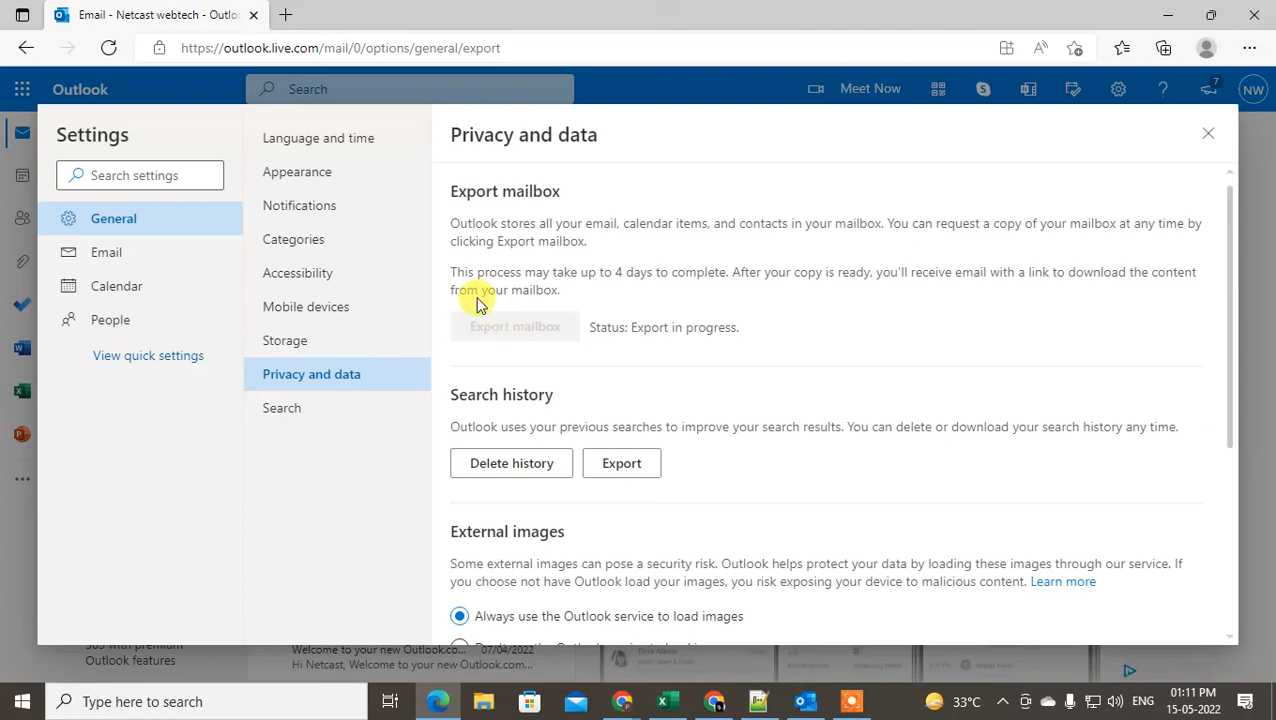 Email - Netcast webtech - Outlo
https://outlook.live.com/mail/0/options/general/export
Outlook
Search
Meet Now
7
NW
Settings
Search settings
General
Email
Calendar
People
View quick settings
Language and time
Appearance
Notifications
Categories
Accessibility
Mobile devices
Storage
Privacy and data
Search
Privacy and data
Export mailbox
Outlook stores all your email, calendar items, and contacts in your mailbox. You can request a copy of your mailbox at any time by
clicking Export mailbox.
This process may take up to 4 days to complete. After your copy is ready, you'll receive email with a link to download the content
from your mailbox.
Export mailbox
Status: Export in progress.
Search history
Outlook uses your previous searches to improve your search results. You can delete or download your search history any time.
Delete history
Export
External images
Some external images can pose a security risk. Outlook helps protect your data by loading these images through our service. If
you choose not have Outlook load your images, you risk exposing your device to malicious content. Learn more
Always use the Outlook service to load images
365 with premium
Outlook features
Welcome to your new Outlook.co...
07/04/2022
Hi Netcast, Welcome to your new Outlook.com...
Type here to search
33°C
ENG
01:11 PM
15-05-2022